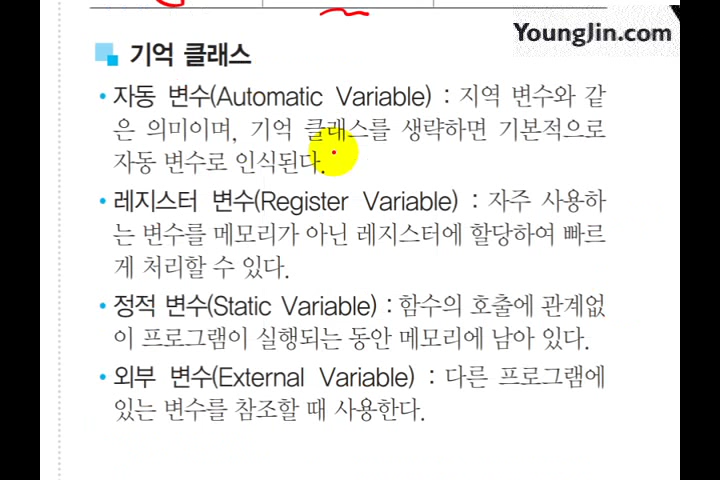 YoungJin.com
기억 클래스
• 자동 변수(Automatic Variable) : 지역 변수와 같
은 의미이며, 기억 클래스를 생략하면 기본적으로
자동 변수로 인식된다.
• 레지스터 변수(Register Variable) : 자주 사용하
는 변수를 메모리가 아닌 레지스터에 할당하여 빠르
게 처리할 수 있다.
• 정적 변수(Static Variable) : 함수의 호출에 관계없
이 프로그램이 실행되는 동안 메모리에 남아 있다.
• 외부 변수(External Variable) : 다른 프로그램에
있는 변수를 참조할 때 사용한다.